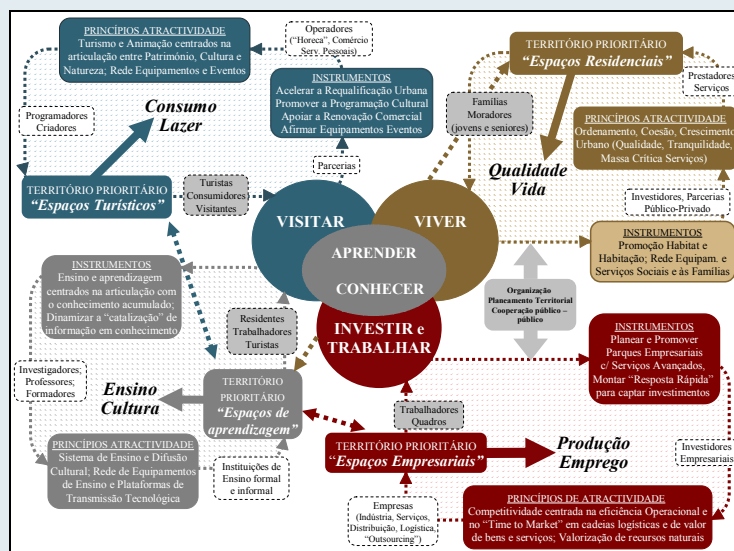 PRINCÍPIOS ATRACTIVIDADE
Turismo e Animação centrados na
articulação entre Património, Cultura e
Natureza; Rede Equipamentos e Eventos
Operadores
("Horeca", Comércio
Serv. Pessoais)
INSTRUMENTOS
Acelerar a Requalificação Urbana
Promover a Programação Cultural
Apoiar a Renovação Comercial
Afirmar Equipamentos Eventos
Programadores
Criadores
Consumo
Lazer
Parcerias
TERRITÓRIO PRIORITÁRIO
"Espaços Turísticos"
Turistas
Consumidores
Visitantes
TERRITÓRIO PRIORITÁRIO
"Espaços Residenciais"
Prestadores
Serviços
Famílias
Moradores
(jovens e seniores)
PRINCÍPIOS ATRACTIVIDADE
Ordenamento, Coesão, Crescimento
Urbano (Qualidade, Tranquilidade,
Massa Crítica Serviços)
Qualidade
Vida
Investidores, Parcerias
Público-Privado
INSTRUMENTOS
Promoção Habitat e
Habitação; Rede Equipam. e
Serviços Sociais e às Famílias
VISITAR
VIVER
APRENDER
CONHECER
INVESTIR e
TRABALHAR
Organização
Planeamento Territorial
Cooperação público –
público
INSTRUMENTOS
Ensino e aprendizagem
centrados na articulação com
o conhecimento acumulado;
Dinamizar a "catalização" de
informação em conhecimento
Residentes
Trabalhadores
Turistas
Investigadores;
Professores;
Formadores
Ensino
Cultura
TERRITÓRIO
PRIORITÁRIO
"Espaços de
aprendizagem"
PRINCÍPIOS ATRACTIVIDADE
Sistema de Ensino e Difusão
Cultural; Rede de Equipamentos
de Ensino e Plataformas de
Transmissão Tecnológica
Instituições de
Ensino formal
e informal
INSTRUMENTOS
Planear e Promover
Parques Empresariais
c/ Serviços Avançados,
Montar "Resposta Rápida"
para captar investimentos
Trabalhadores
Quadros
TERRITÓRIO PRIORITÁRIO
"Espaços Empresariais"
Produção
Emprego
Investidores
Empresariais
Empresas
(Indústria, Serviços,
Distribuição, Logística,
"Outsourcing")
PRINCÍPIOS DE ATRACTIVIDADE
Competitividade centrada na eficiência Operacional e
no "Time to Market" em cadeias logísticas e de valor
de bens e serviços; Valorização de recursos naturais